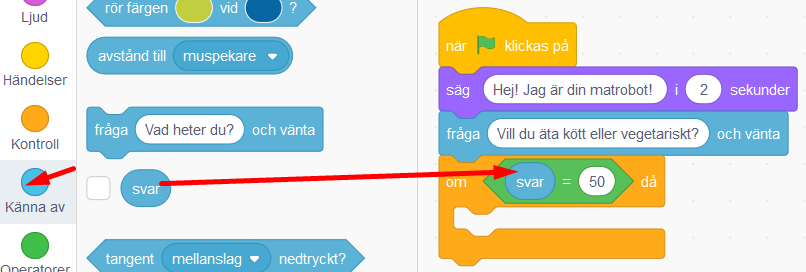 Ljud
Händelser
Kontroll
Känna av
Operatorer
rör färgen vid ?
avstånd till muspekare
fråga Vad heter du? och vänta
svar
tangent mellanslag nedtryckt?
när klickas på
säg Hej! Jag är din matrobot! i 2 sekunder
fråga Vill du äta kött eller vegetariskt? och vänta
om svar = 50 då